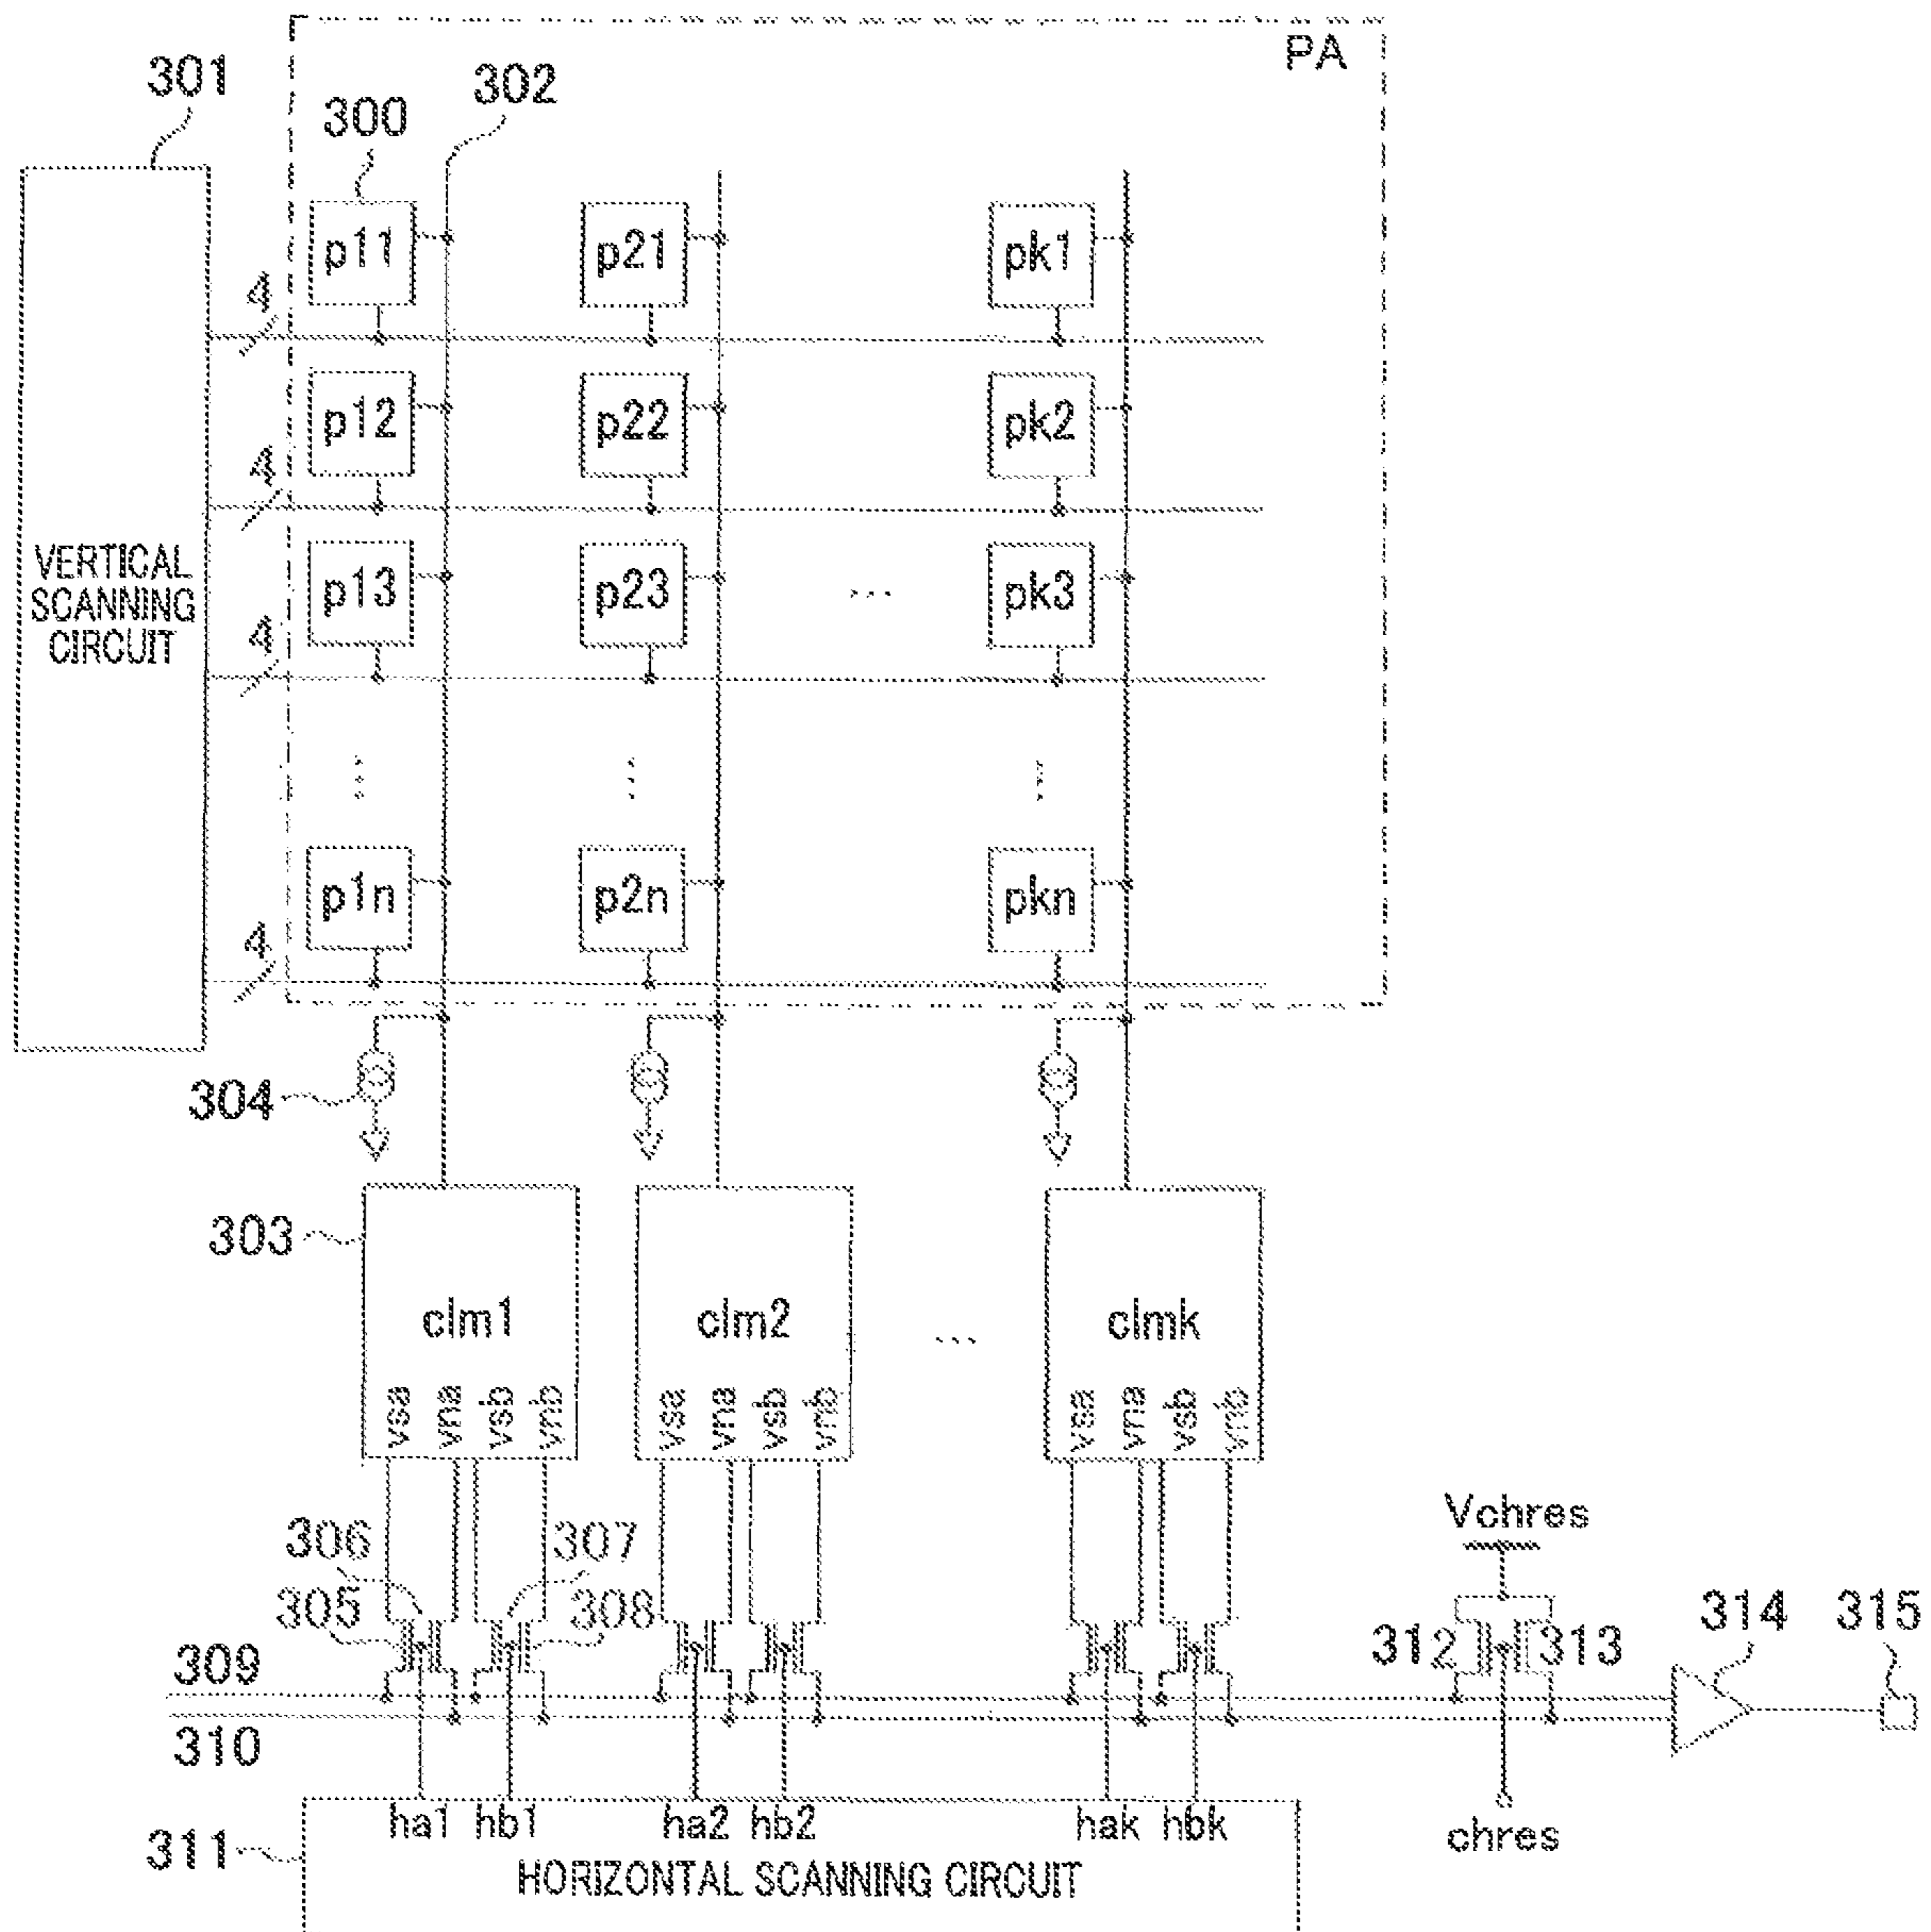 PA
301
302
300
p11
p21
pk1
4
p12
p22
pk2
4
VERTICAL
SCANNING
CIRCUIT
p13
p23
...
pk3
4
p1n
p2n
pkn
4
304
303
clm1
clm2
...
clmk
vsa vna vsb vnb
vsa vna vsb vnb
vsa vna vsb vnb
Vchres
306
307
305
308
312
313
314
315
309
310
ha1 hb1
ha2 hb2
hak hbk
chres
311
HORIZONTAL SCANNING CIRCUIT